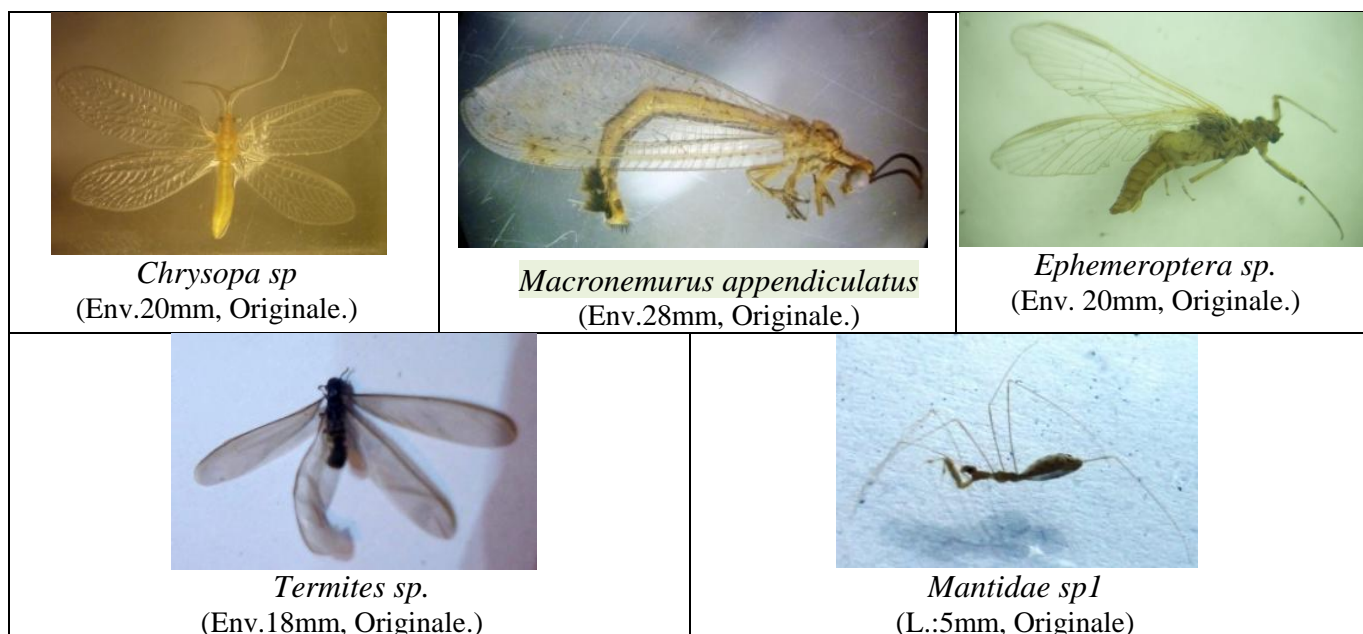 Chrysopa sp
(Env.20mm, Originale.)
Macronemurus appendiculatus
(Env.28mm, Originale.)
Ephemeroptera sp.
(Env. 20mm, Originale.)
Termites sp.
(Env.18mm, Originale.)
Mantidae sp1
(L.:5mm, Originale)